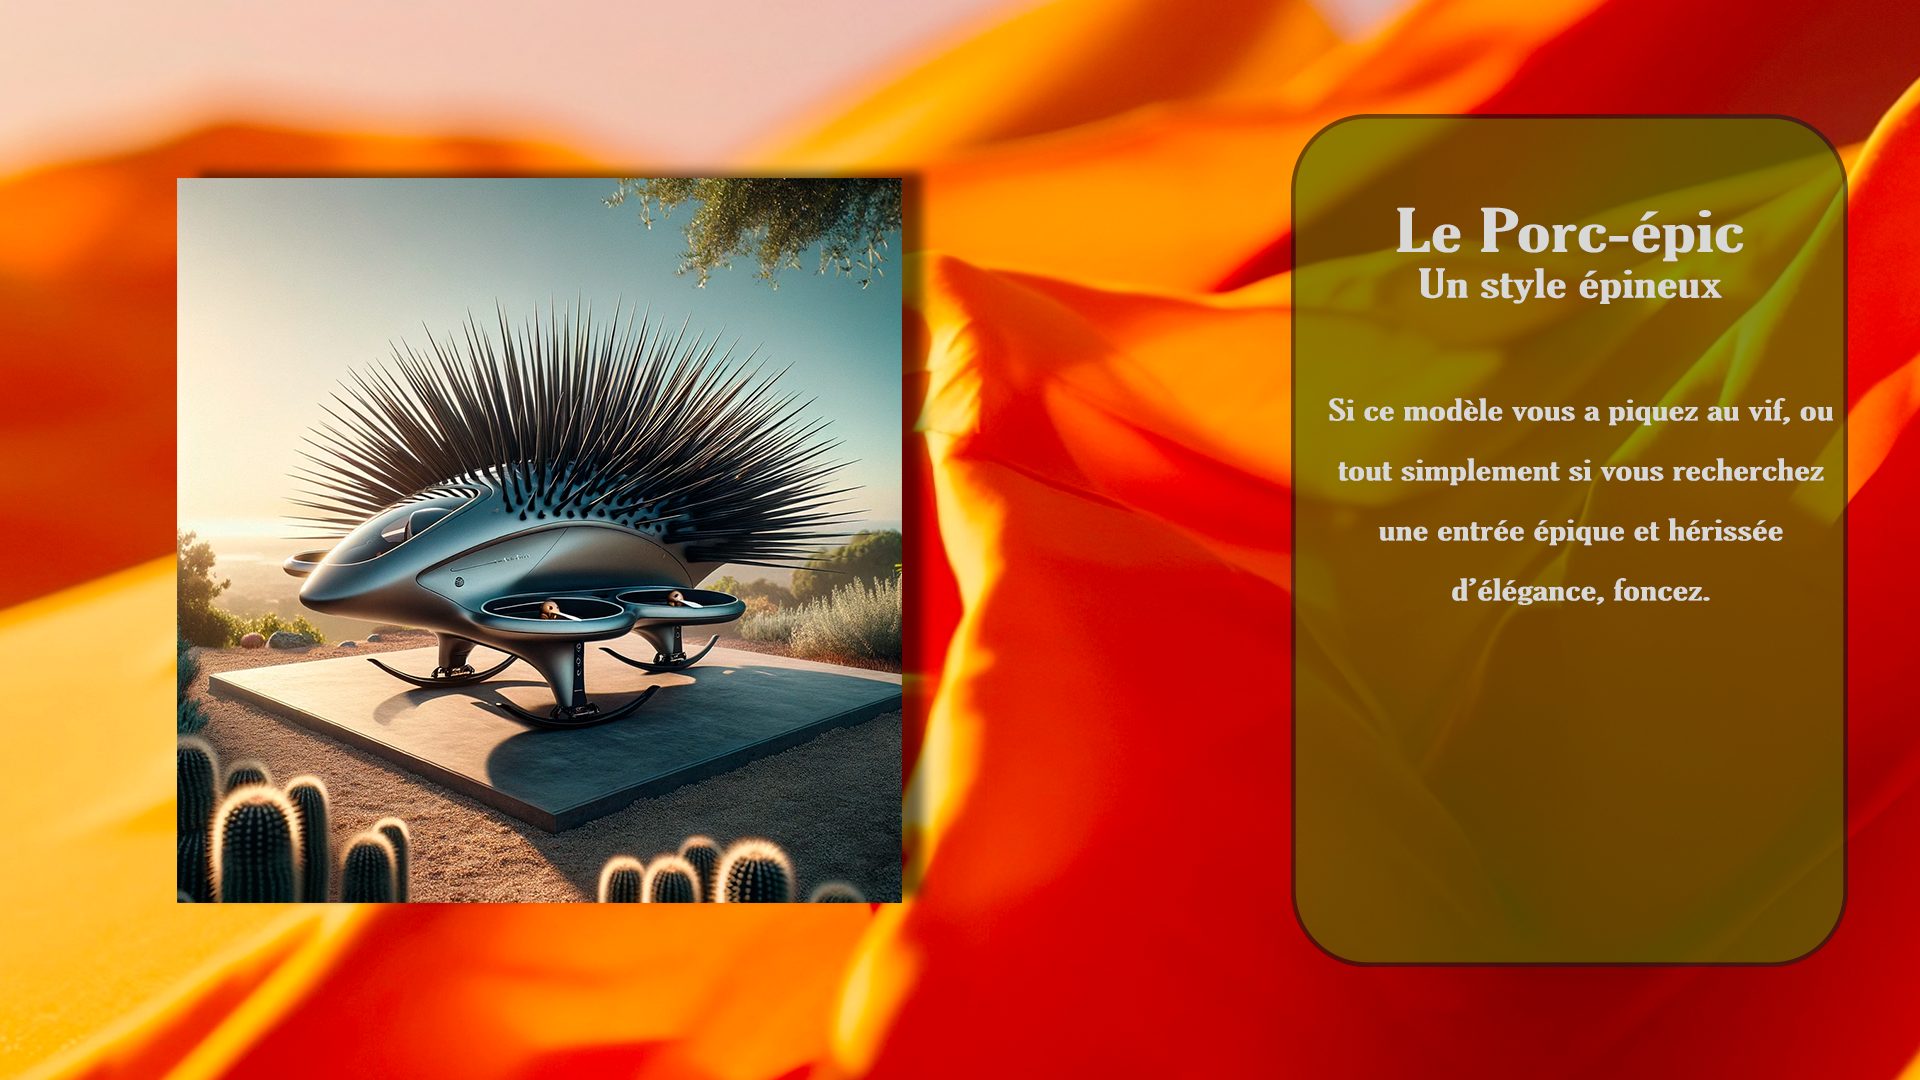 Le Porc-épic
Un style épineux
Si ce modèle vous a piquez au vif, ou
tout simplement si vous recherchez
une entrée épique et hérissée
d’élégance, foncez.